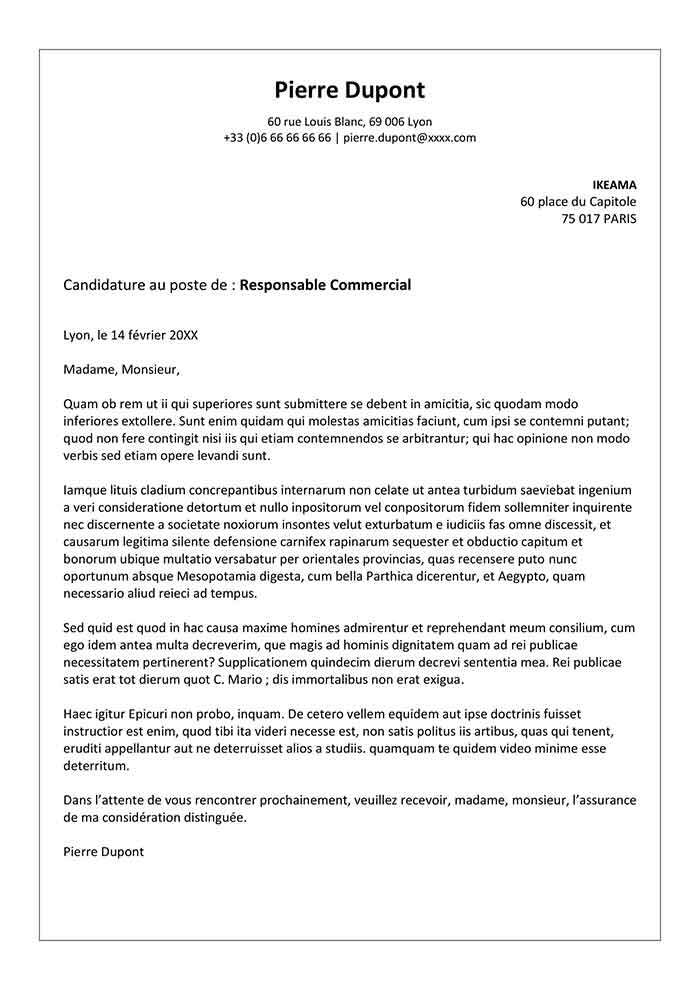 Pierre Dupont
60 rue Louis Blanc, 69 006 Lyon
+33 (0)6 66 66 66 66 | pierre.dupont@xxxx.com
IKEAMA
60 place du Capitole
75 017 PARIS
Candidature au poste de : Responsable Commercial
Lyon, le 14 février 20XX
Madame, Monsieur,
Quam ob rem ut ii qui superiores sunt submittere se debent in amicitia, sic quodam modo
inferiores extollere. Sunt enim quidam qui molestas amicitias faciunt, cum ipsi se contemni putant;
quod non fere contingit nisi iis qui etiam contemnendos se arbitrantur; qui hac opinione non modo
verbis sed etiam opere levandi sunt.
Iamque lituis cladium concrepantibus internarum non celate ut antea turbidum saeviebat ingenium
a veri consideratione detortum et nullo inpositorum vel conpositorum fidem sollemniter inquirente
nec discernente a societate noxiorum insontes velut exturbatum e iudiciis fas omne discessit, et
causarum legitima silente defensione carnifex rapinarum sequester et obductio capitum et
bonorum ubique multatio versabatur per orientales provincias, quas recensere puto nunc
oportunum absque Mesopotamia digesta, cum bella Parthica dicerentur, et Aegypto, quam
necessario aliud reieci ad tempus.
Sed quid est quod in hac causa maxime homines admirentur et reprehendant meum consilium, cum
ego idem antea multa decreverim, que magis ad hominis dignitatem quam ad rei publicae
necessitatem pertinerent? Supplicationem quindecim dierum decrevi sententia mea. Rei publicae
satis erat tot dierum quot C. Mario ; dis immortalibus non erat exigua.
Haec igitur Epicuri non probo, inquam. De cetero vellem equidem aut ipse doctrinis fuisset
instructior est enim, quod tibi ita videri necesse est, non satis politus iis artibus, quas qui tenent,
eruditi appellantur aut ne deterruisset alios a studiis. quamquam te quidem video minime esse
deterritum.
Dans l’attente de vous rencontrer prochainement, veuillez recevoir, madame, monsieur, l’assurance
de ma considération distinguée.
Pierre Dupont